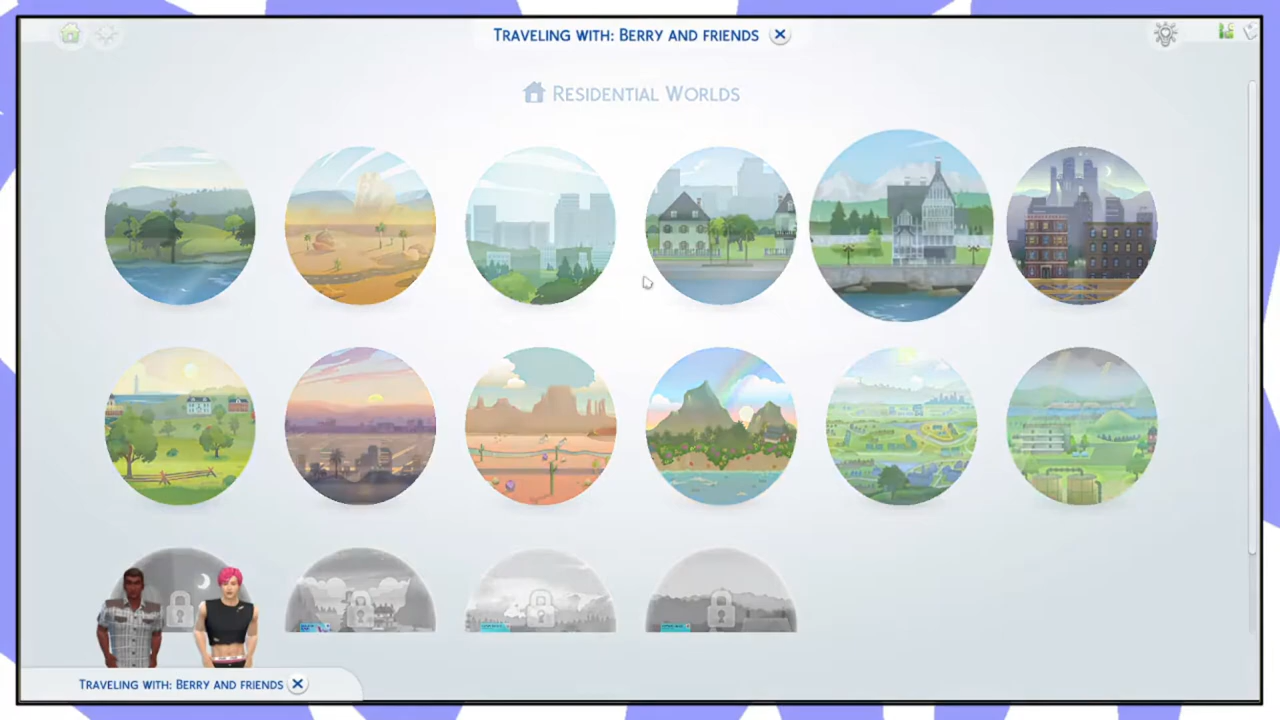 TRAVELING WITH: BERRY AND FRIENDS
RESIDENTIAL WORLDS
TRAVELING WITH: BERRY AND FRIENDS